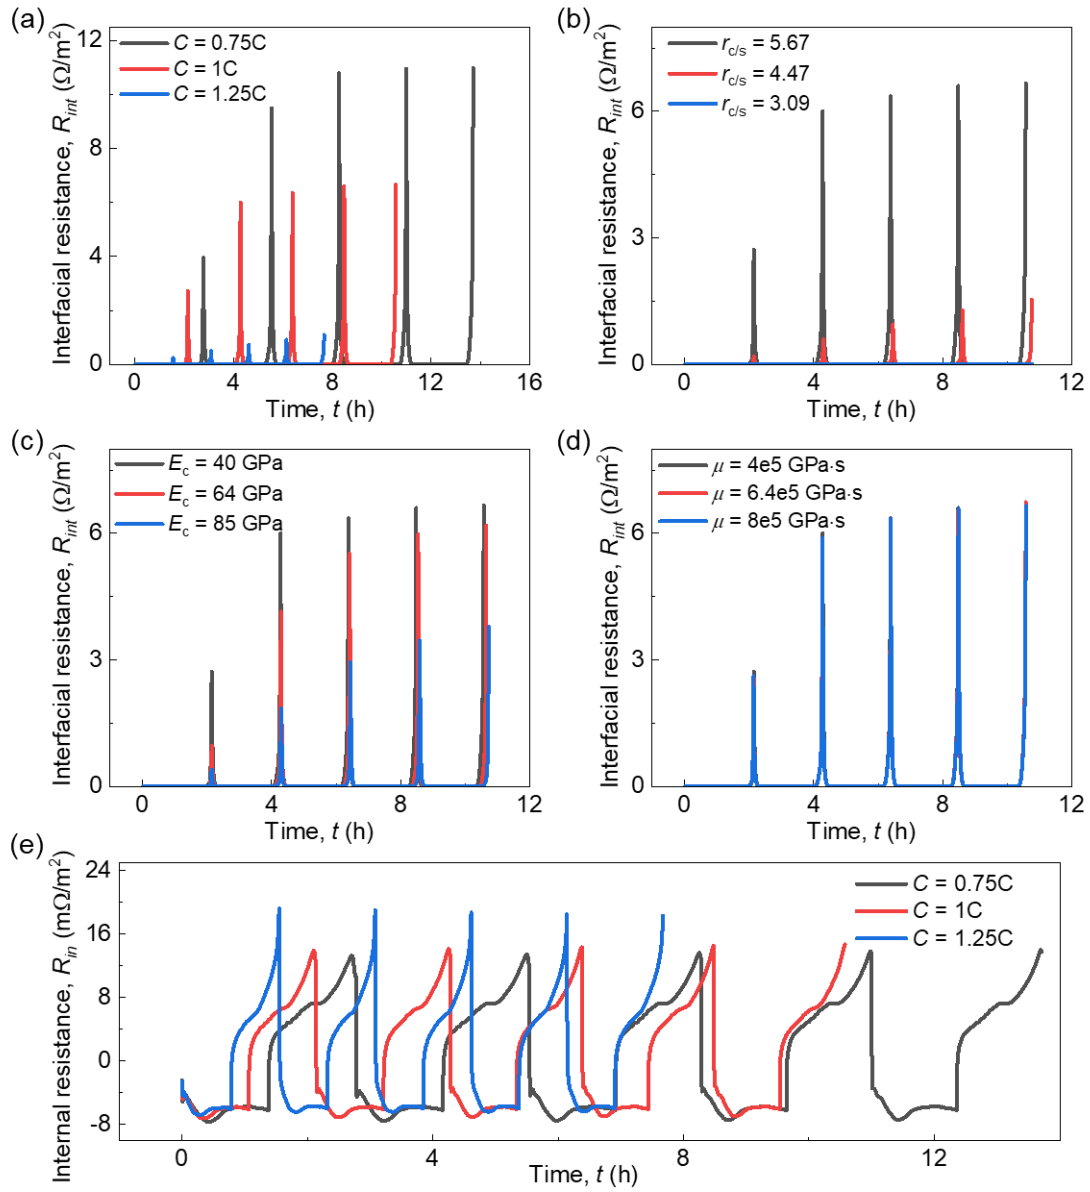 (a)
Interfacial resistance, R_int (Ω/m²)
12
8
4
0
C = 0.75C
C = 1C
C = 1.25C
0 4 8 12 16
Time, t (h)
(b)
Interfacial resistance, R_int (Ω/m²)
6
3
0
r_c/s = 5.67
r_c/s = 4.47
r_c/s = 3.09
0 4 8 12
Time, t (h)
(c)
Interfacial resistance, R_int (Ω/m²)
6
3
0
E_c = 40 GPa
E_c = 64 GPa
E_c = 85 GPa
0 4 8 12
Time, t (h)
(d)
Interfacial resistance, R_int (Ω/m²)
6
3
0
μ = 4e5 GPa·s
μ = 6.4e5 GPa·s
μ = 8e5 GPa·s
0 4 8 12
Time, t (h)
(e)
Internal resistance, R_in (mΩ/m²)
24
16
8
0
-8
C = 0.75C
C = 1C
C = 1.25C
0 4 8 12
Time, t (h)